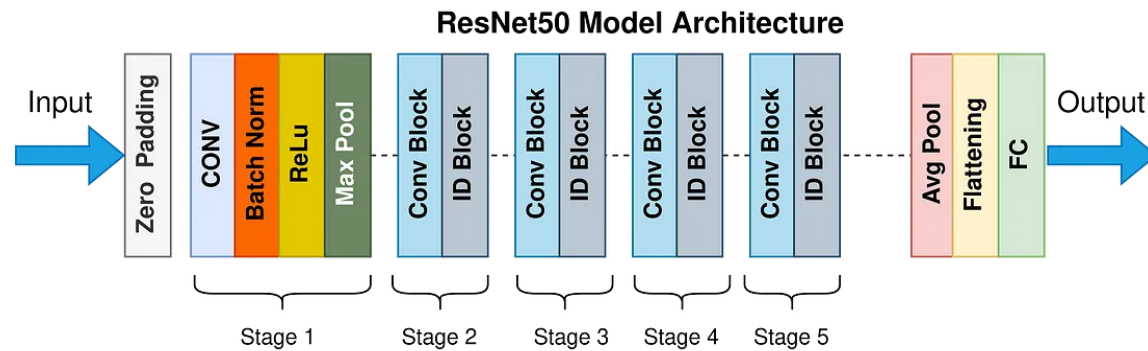 ResNet50 Model Architecture
Input
Zero Padding
CONV
Batch Norm
ReLu
Max Pool
Conv Block
ID Block
Conv Block
ID Block
Conv Block
ID Block
Conv Block
ID Block
Avg Pool
Flattening
FC
Output
Stage 1
Stage 2
Stage 3
Stage 4
Stage 5